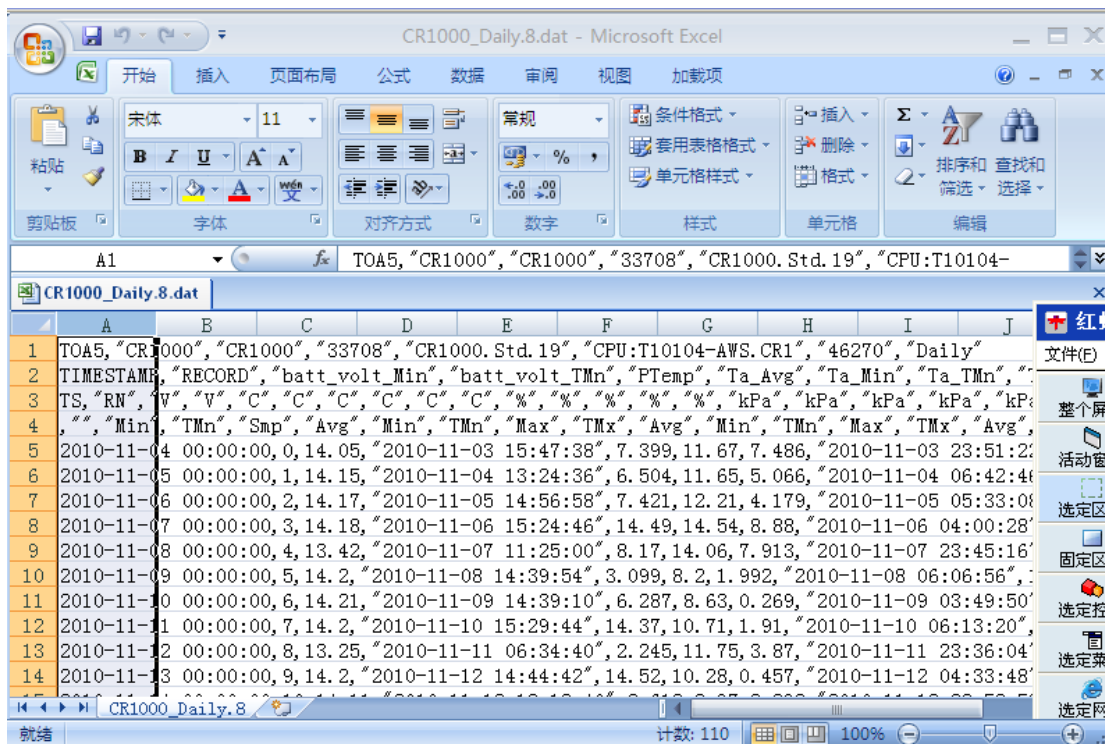 CR1000_Daily.8.dat - Microsoft Excel
开始 插入 页面布局 公式 数据 审阅 视图 加载项
宋体 11 常规 条件格式 插入 Σ
粘贴 B I U A A % , 套用表格格式 删除 排序和 查找和
A wén 变 .00 .00 单元格样式 格式 筛选 选择
剪贴板 字体 对齐方式 数字 样式 单元格 编辑
A1 fx TOA5,"CR1000","CR1000","33708","CR1000.Std.19","CPU:T10104-
CR1000_Daily.8.dat
A B C D E F G H I J
1 TOA5,"CR1000","CR1000","33708","CR1000.Std.19","CPU:T10104-AWS.CR1","46270","Daily"
2 TIMESTAMP,"RECORD","batt_volt_Min","batt_volt_TMn","PTemp","Ta_Avg","Ta_Min","Ta_TMn","
3 TS,"RN","V","V","C","C","C","C","C","C","%","%","%","%","%","kPa","kPa","kPa","kPa",
4 ,"","Min","TMn","Smp","Avg","Min","TMn","Max","TMx","Avg","Min","TMn","Max","TMx","Avg",
5 2010-11-04 00:00:00,0,14.05,"2010-11-03 15:47:38",7.399,11.67,7.486,"2010-11-03 23:51:22
6 2010-11-05 00:00:00,1,14.15,"2010-11-04 13:24:36",6.504,11.65,5.066,"2010-11-04 06:42:46
7 2010-11-06 00:00:00,2,14.17,"2010-11-05 14:56:58",7.421,12.21,4.179,"2010-11-05 05:33:08
8 2010-11-07 00:00:00,3,14.18,"2010-11-06 15:24:46",14.49,14.54,8.88,"2010-11-06 04:00:28"
9 2010-11-08 00:00:00,4,13.42,"2010-11-07 11:25:00",8.17,14.06,7.913,"2010-11-07 23:45:16"
10 2010-11-09 00:00:00,5,14.2,"2010-11-08 14:39:54",3.099,8.2,1.992,"2010-11-08 06:06:56",
11 2010-11-10 00:00:00,6,14.21,"2010-11-09 14:39:10",6.287,8.63,0.269,"2010-11-09 03:49:50"
12 2010-11-11 00:00:00,7,14.2,"2010-11-10 15:29:44",14.37,10.71,1.91,"2010-11-10 06:13:20",
13 2010-11-12 00:00:00,8,13.25,"2010-11-11 06:34:40",2.245,11.75,3.87,"2010-11-11 23:36:04"
14 2010-11-13 00:00:00,9,14.2,"2010-11-12 14:44:42",14.52,10.28,0.457,"2010-11-12 04:33:48"
CR1000_Daily.8
就绪 计数: 110 100%
红
文件(F)
整个屏
活动窗
选定区
固定区
选定控
选定菜
选定网